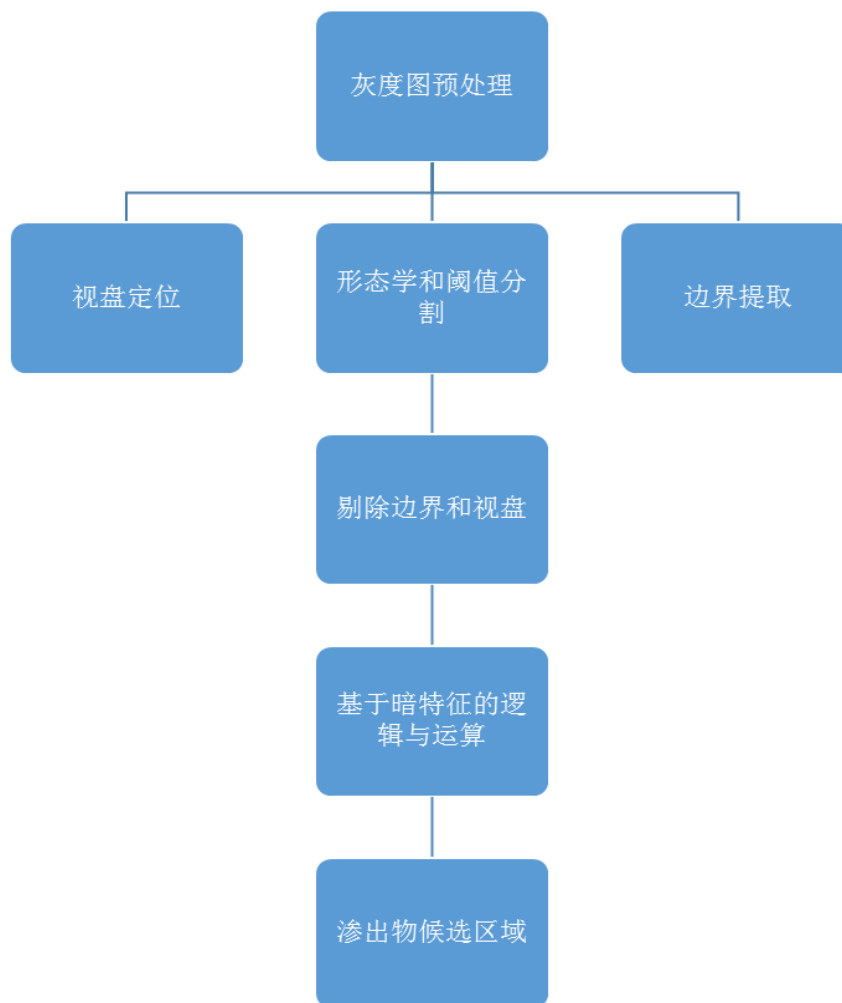 灰度图预处理
视盘定位
形态学和阈值分
割
边界提取
剔除边界和视盘
基于暗特征的逻
辑与运算
渗出物候选区域